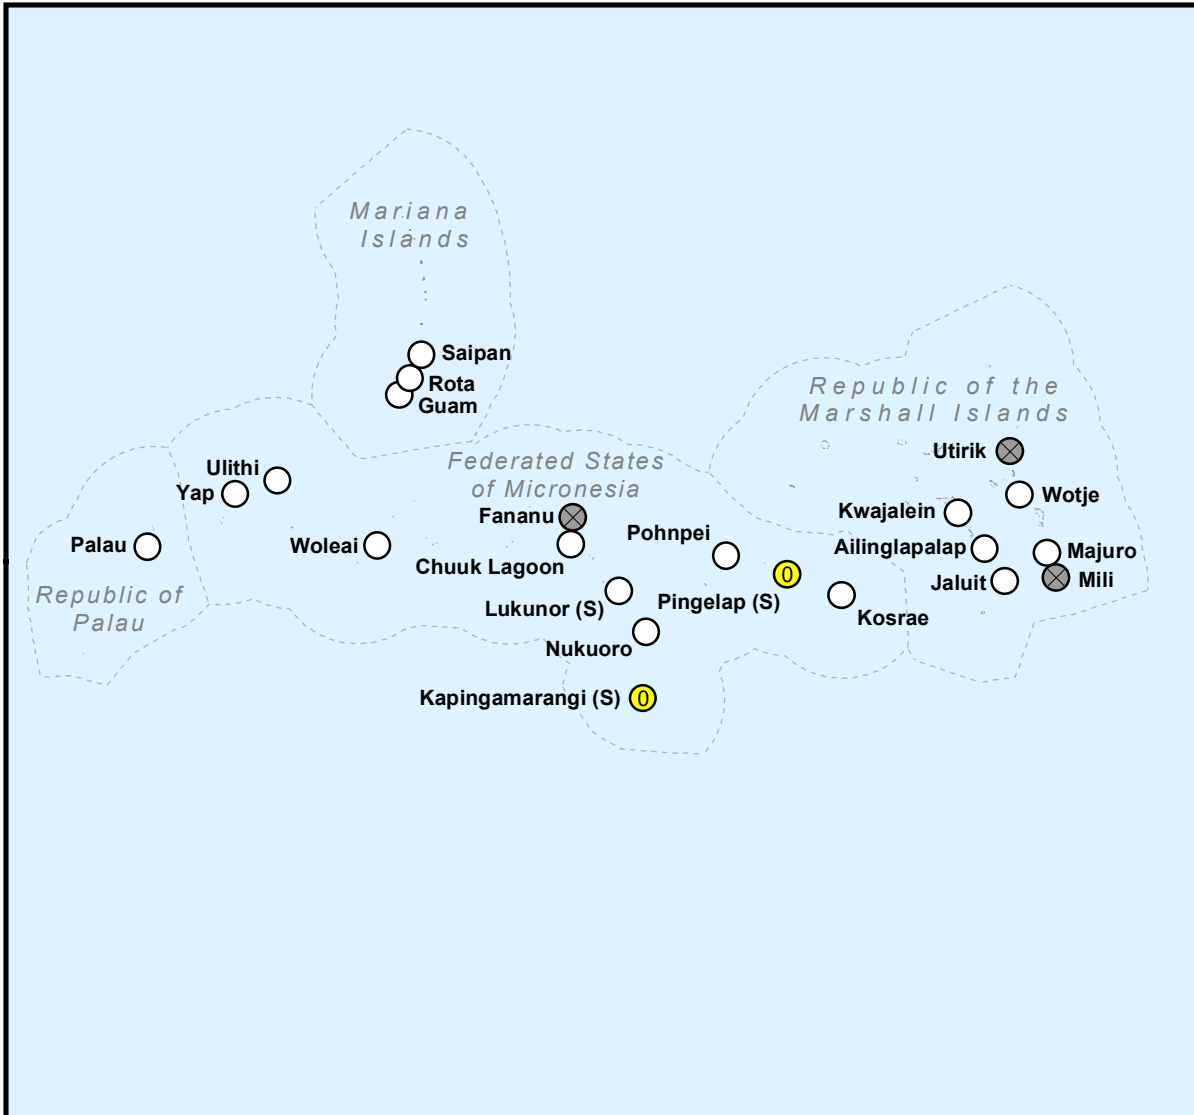 Mariana
Islands
Saipan
Rota
Guam
Republic of the
Marshall Islands
Utirik
Wotje
Kwajalein
Ailinglapalap
Majuro
Jaluit
Mili
Federated States
of Micronesia
Ulithi
Yap
Fananu
Pohnpei
Palau
Woleai
Chuuk Lagoon
0
Republic of
Palau
Lukunor (S)
Pingelap (S)
Kosrae
Nukuoro
Kapingamarangi (S)
0